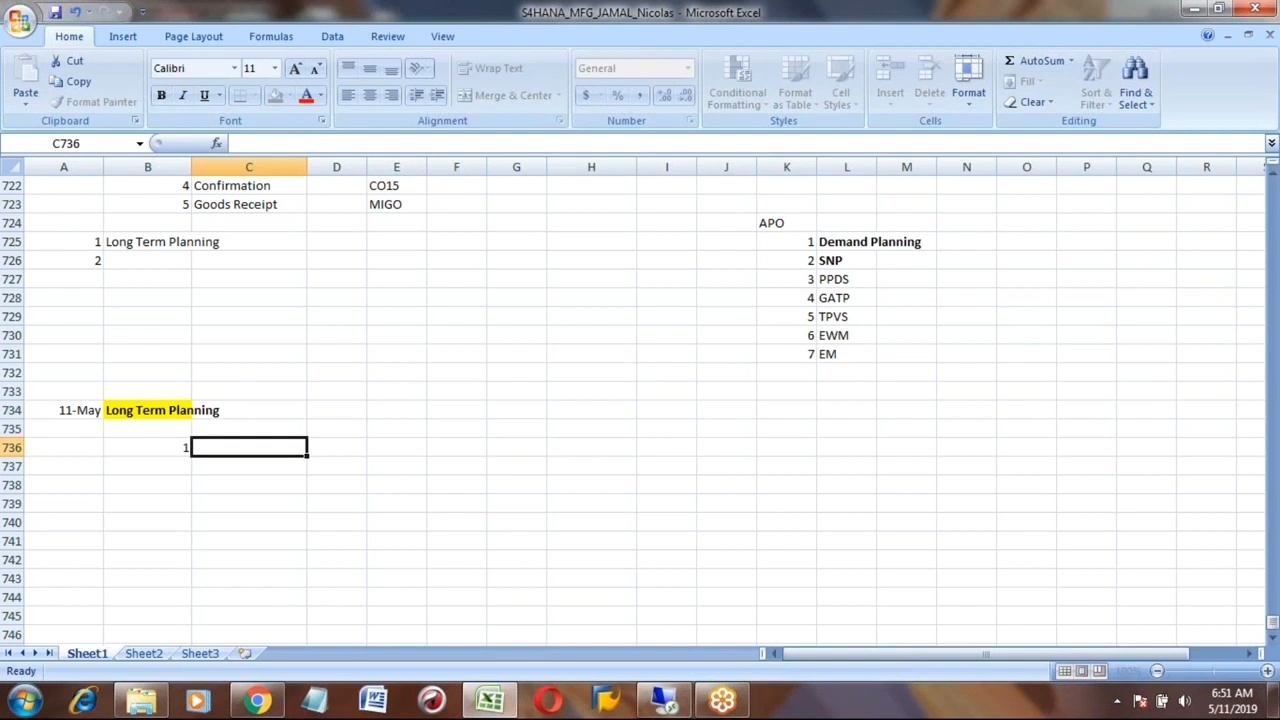 S4HANA_MFG_JAMAL_Nicolas - Microsoft Excel
Home Insert Page Layout Formulas Data Review View
Paste Cut Copy Format Painter Clipboard
Calibri 11 A A B I U A Font
Wrap Text Merge & Center Alignment
General $ % , Number
Conditional Formatting Format as Table Cell Styles Styles
Insert Delete Format Cells
Σ AutoSum Fill Clear Sort & Filter Find & Select Editing
C736 fx
A B C D E F G H I J K L M N O P Q R
722 4 Confirmation CO15
723 5 Goods Receipt MIGO
724 APO
725 1 Long Term Planning 1 Demand Planning
726 2 2 SNP
727 3 PPDS
728 4 GATP
729 5 TPVS
730 6 EWM
731 7 EM
732
733
734 11-May Long Term Planning
735
736 1
737
738
739
740
741
742
743
744
745
746
Sheet1 Sheet2 Sheet3
Ready 100%
6:51 AM
5/11/2019